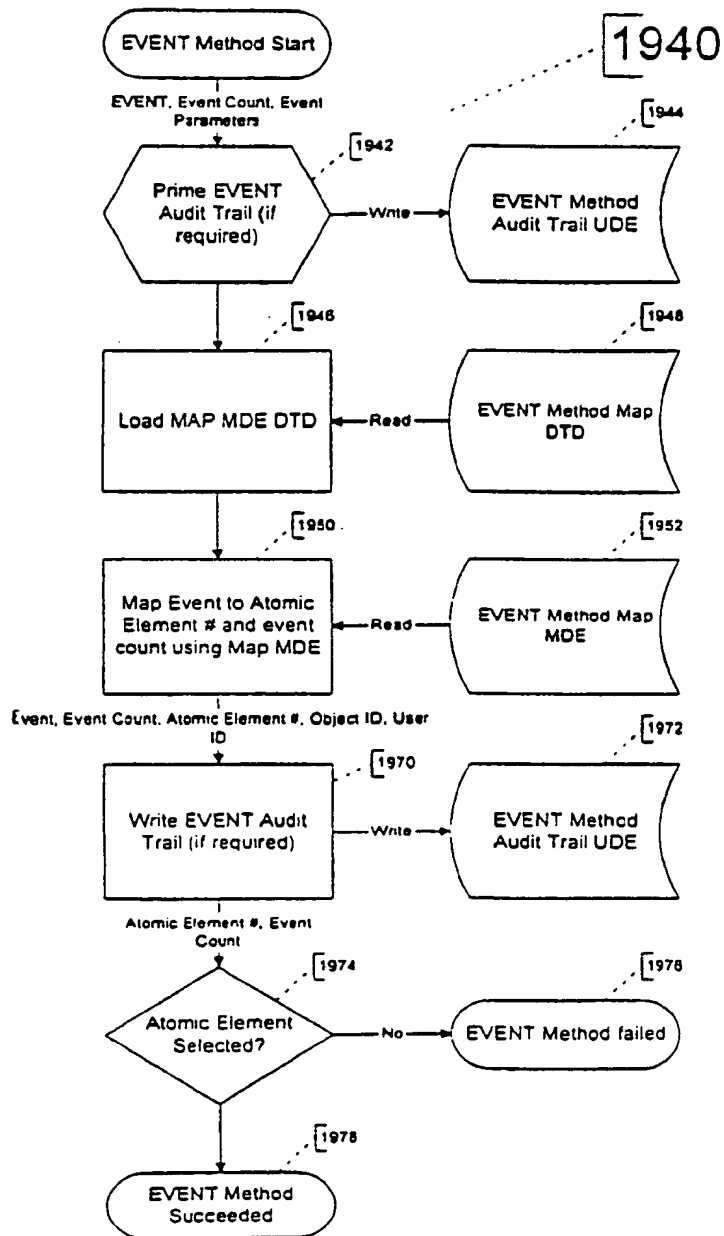 EVENT Method Start
1940
EVENT, Event Count, Event
Parameters
1942
1944
Prime EVENT
Audit Trail (if
required)
Write
EVENT Method
Audit Trail UDE
1946
1948
Load MAP MDE DTD
Read
EVENT Method Map
DTD
1950
1952
Map Event to Atomic
Element # and event
count using Map MDE
Read
EVENT Method Map
MDE
Event, Event Count, Atomic Element #, Object ID, User
ID
1970
1972
Write EVENT Audit
Trail (if required)
Write
EVENT Method
Audit Trail UDE
Atomic Element #, Event
Count
1974
1976
Atomic Element
Selected?
No
EVENT Method failed
1978
EVENT Method
Succeeded